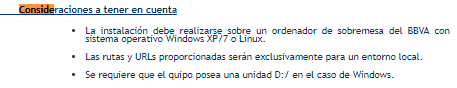 Consideraciones a tener en cuenta
• La instalación debe realizarse sobre un ordenador de sobremesa del BBVA con
sistema operativo Windows XP/7 o Linux.
• Las rutas y URLs proporcionadas serán exclusivamente para un entorno local.
• Se requiere que el quipo posea una unidad D:/ en el caso de Windows.